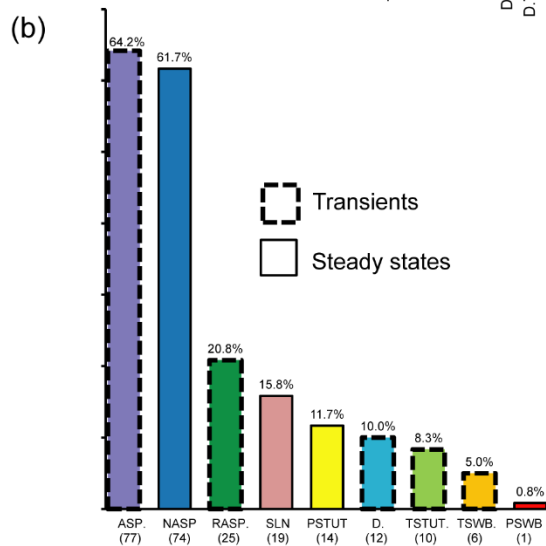 D.
D.
(b)
64.2%
61.7%
Transients
Steady states
20.8%
15.8%
11.7%
10.0%
8.3%
5.0%
0.8%
ASP. NASP RASP. SLN PSTUT D. TSTUT. TSWB. PSWB
(77) (74) (25) (19) (14) (12) (10) (6) (1)